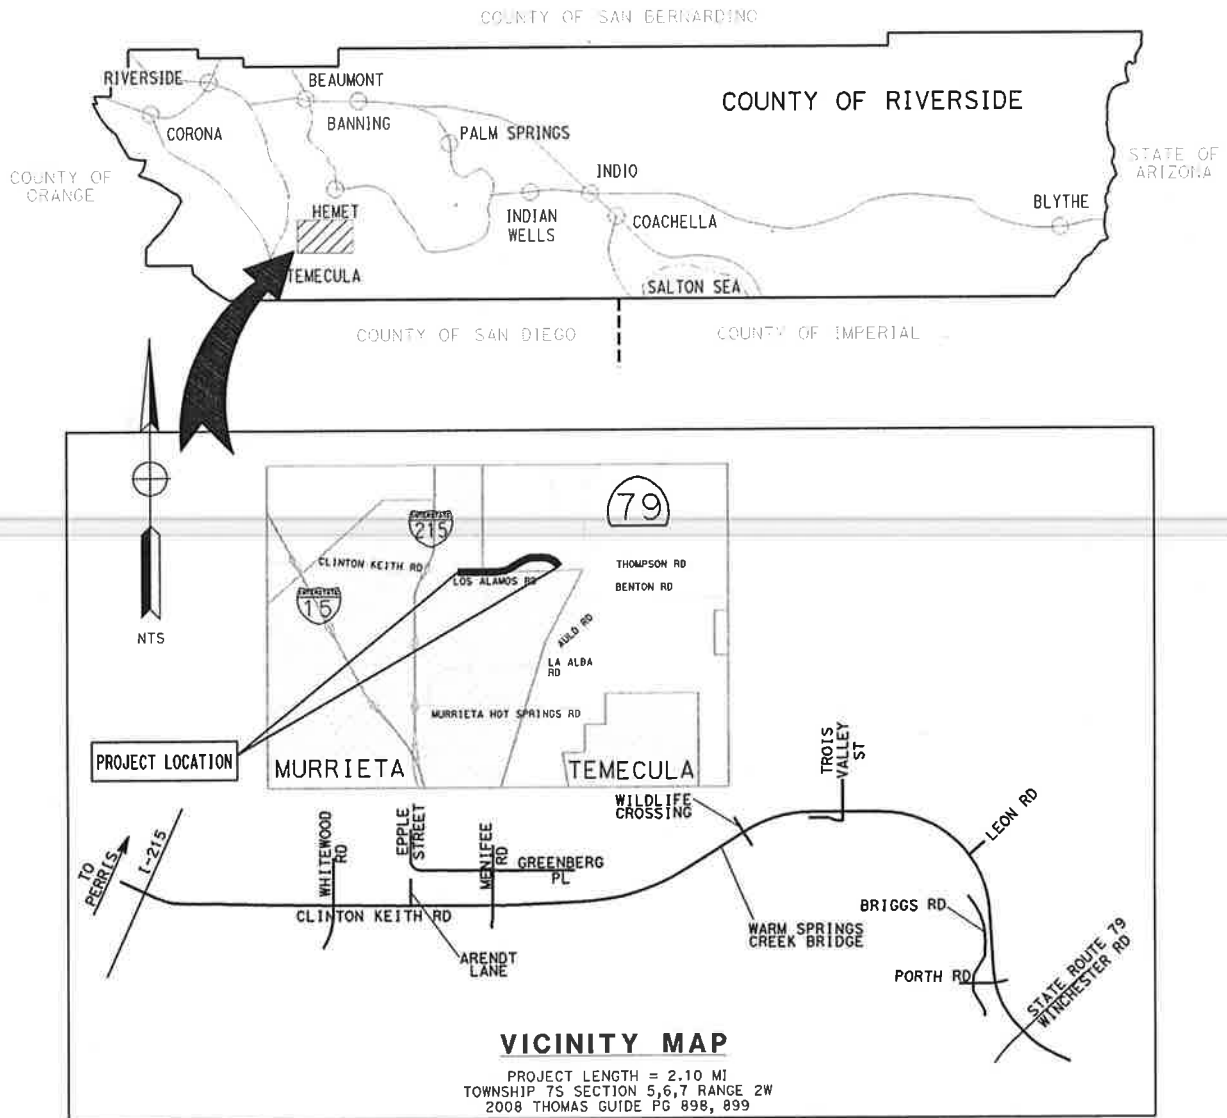 COUNTY OF SAN BERNARDINO
RIVERSIDE
BEAUMONT
COUNTY OF RIVERSIDE
CORONA
BANNING
PALM SPRINGS
STATE OF
ARIZONA
COUNTY OF
ORANGE
INDIO
HEMET
INDIAN
WELLS
COACHELLA
BLYTHE
TEMECULA
SALTON SEA
COUNTY OF SAN DIEGO
COUNTY OF IMPERIAL
NTS
79
INTERSTATE
215
CLINTON KEITH RD
LOS ALAMOS RD
THOMPSON RD
BENTON RD
INTERSTATE
15
AULD RD
LA ALBA
RD
MURRIETA HOT SPRINGS RD
PROJECT LOCATION
MURRIETA
TEMECULA
TROIS
VALLEY
ST
WILDLIFE
CROSSING
LEON RD
TO
PERRIS
I-215
WHITEWOOD
RD
EPPLE
STREET
MENIFEE
RD
GREENBERG
PL
CLINTON KEITH RD
ARENDT
LANE
WARM SPRINGS
CREEK BRIDGE
BRIGGS RD
PORTH RD
STATE ROUTE 79
WINCHESTER RD
VICINITY MAP
PROJECT LENGTH = 2.10 MI
TOWNSHIP 7S SECTION 5,6,7 RANGE 2W
2008 THOMAS GUIDE PG 898, 899